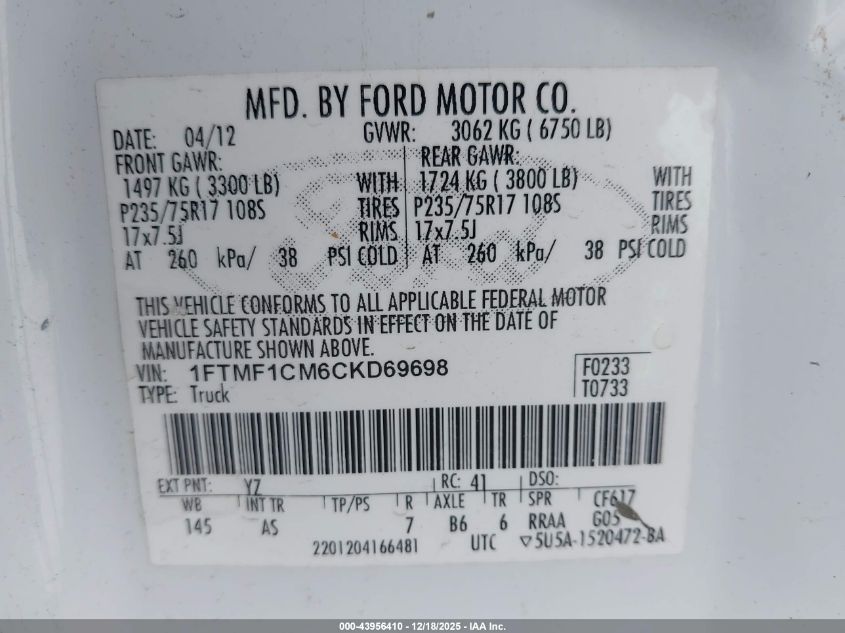 MFD. BY FORD MOTOR CO.
DATE: 04/12 GVWR: 3062 KG ( 6750 LB)
FRONT GAWR: REAR GAWR:
1497 KG ( 3300 LB) WITH 1724 KG ( 3800 LB) WITH
P235/75R17 108S TIRES P235/75R17 108S TIRES
17x7.5J RIMS 17x7.5J RIMS
AT 260 kPa/ 38 PSI COLD AT 260 kPa/ 38 PSI COLD
THIS VEHICLE CONFORMS TO ALL APPLICABLE FEDERAL MOTOR
VEHICLE SAFETY STANDARDS IN EFFECT ON THE DATE OF
MANUFACTURE SHOWN ABOVE.
VIN: 1FTMF1CM6CKD69698 F0233
TYPE: Truck T0733
EXT PNT: YZ RC: 41 DSO:
WB INT TR TP/PS R AXLE TR SPR CF617
145 AS 7 B6 6 RRAA G05
2201204166481 UTC ▽5U5A-1520472-BA
000-43956410 - 12/18/2025 - IAA Inc.